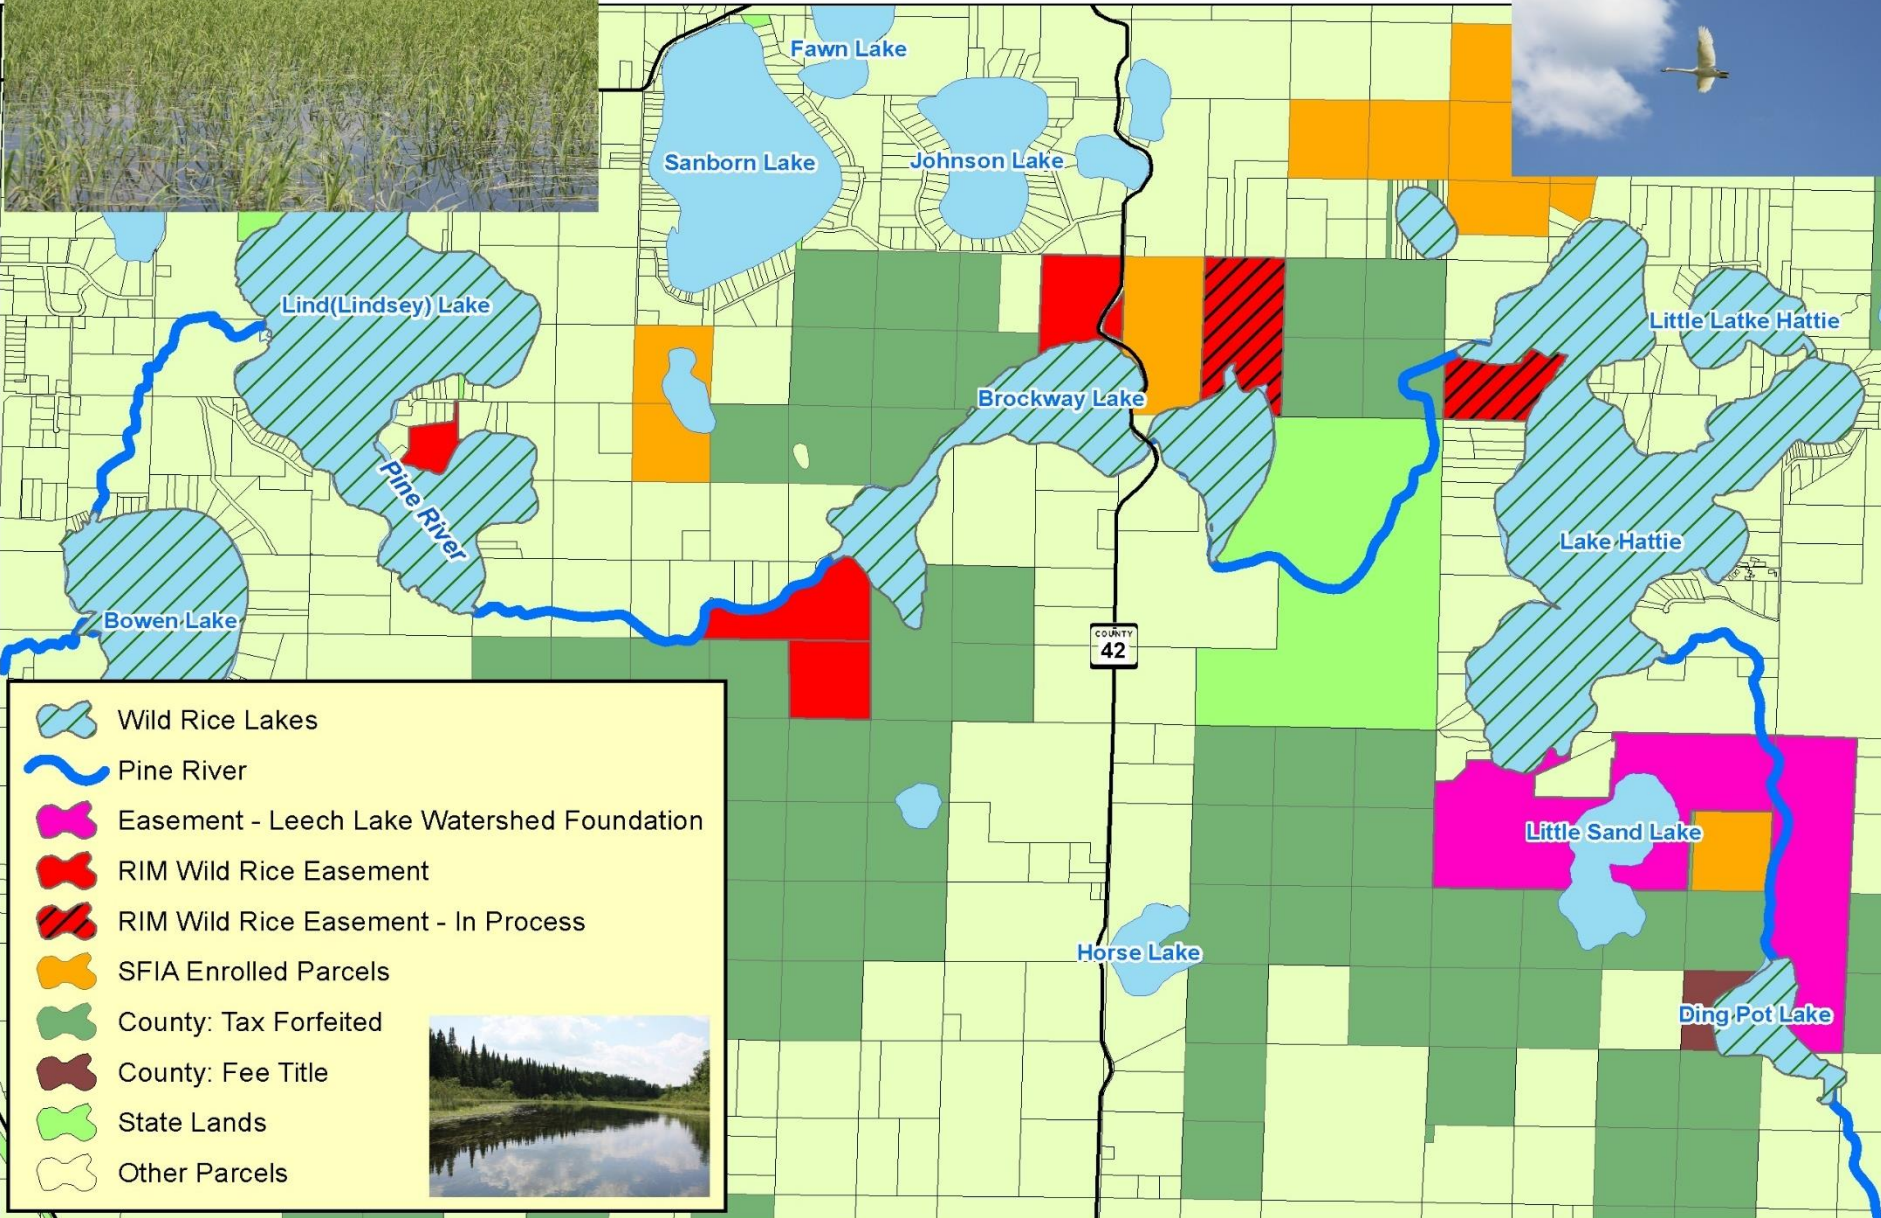 Fawn Lake
Sanborn Lake
Johnson Lake
Lind(Lindsey) Lake
Little Latke Hattie
Brockway Lake
Pine River
Lake Hattie
Bowen Lake
COUNTY
42
Little Sand Lake
Horse Lake
Ding Pot Lake
Wild Rice Lakes
Pine River
Easement - Leech Lake Watershed Foundation
RIM Wild Rice Easement
RIM Wild Rice Easement - In Process
SFIA Enrolled Parcels
County: Tax Forfeited
County: Fee Title
State Lands
Other Parcels